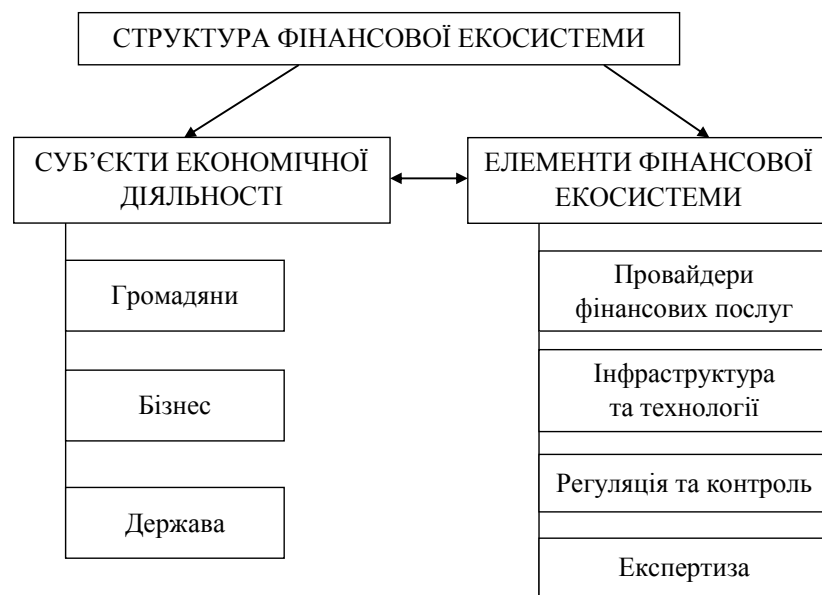 СТРУКТУРА ФІНАНСОВОЇ ЕКОСИСТЕМИ
СУБ’ЄКТИ ЕКОНОМІЧНОЇ
ДІЯЛЬНОСТІ
Громадяни
Бізнес
Держава
ЕЛЕМЕНТИ ФІНАНСОВОЇ
ЕКОСИСТЕМИ
Провайдери
фінансових послуг
Інфраструктура
та технології
Регуляція та контроль
Експертиза